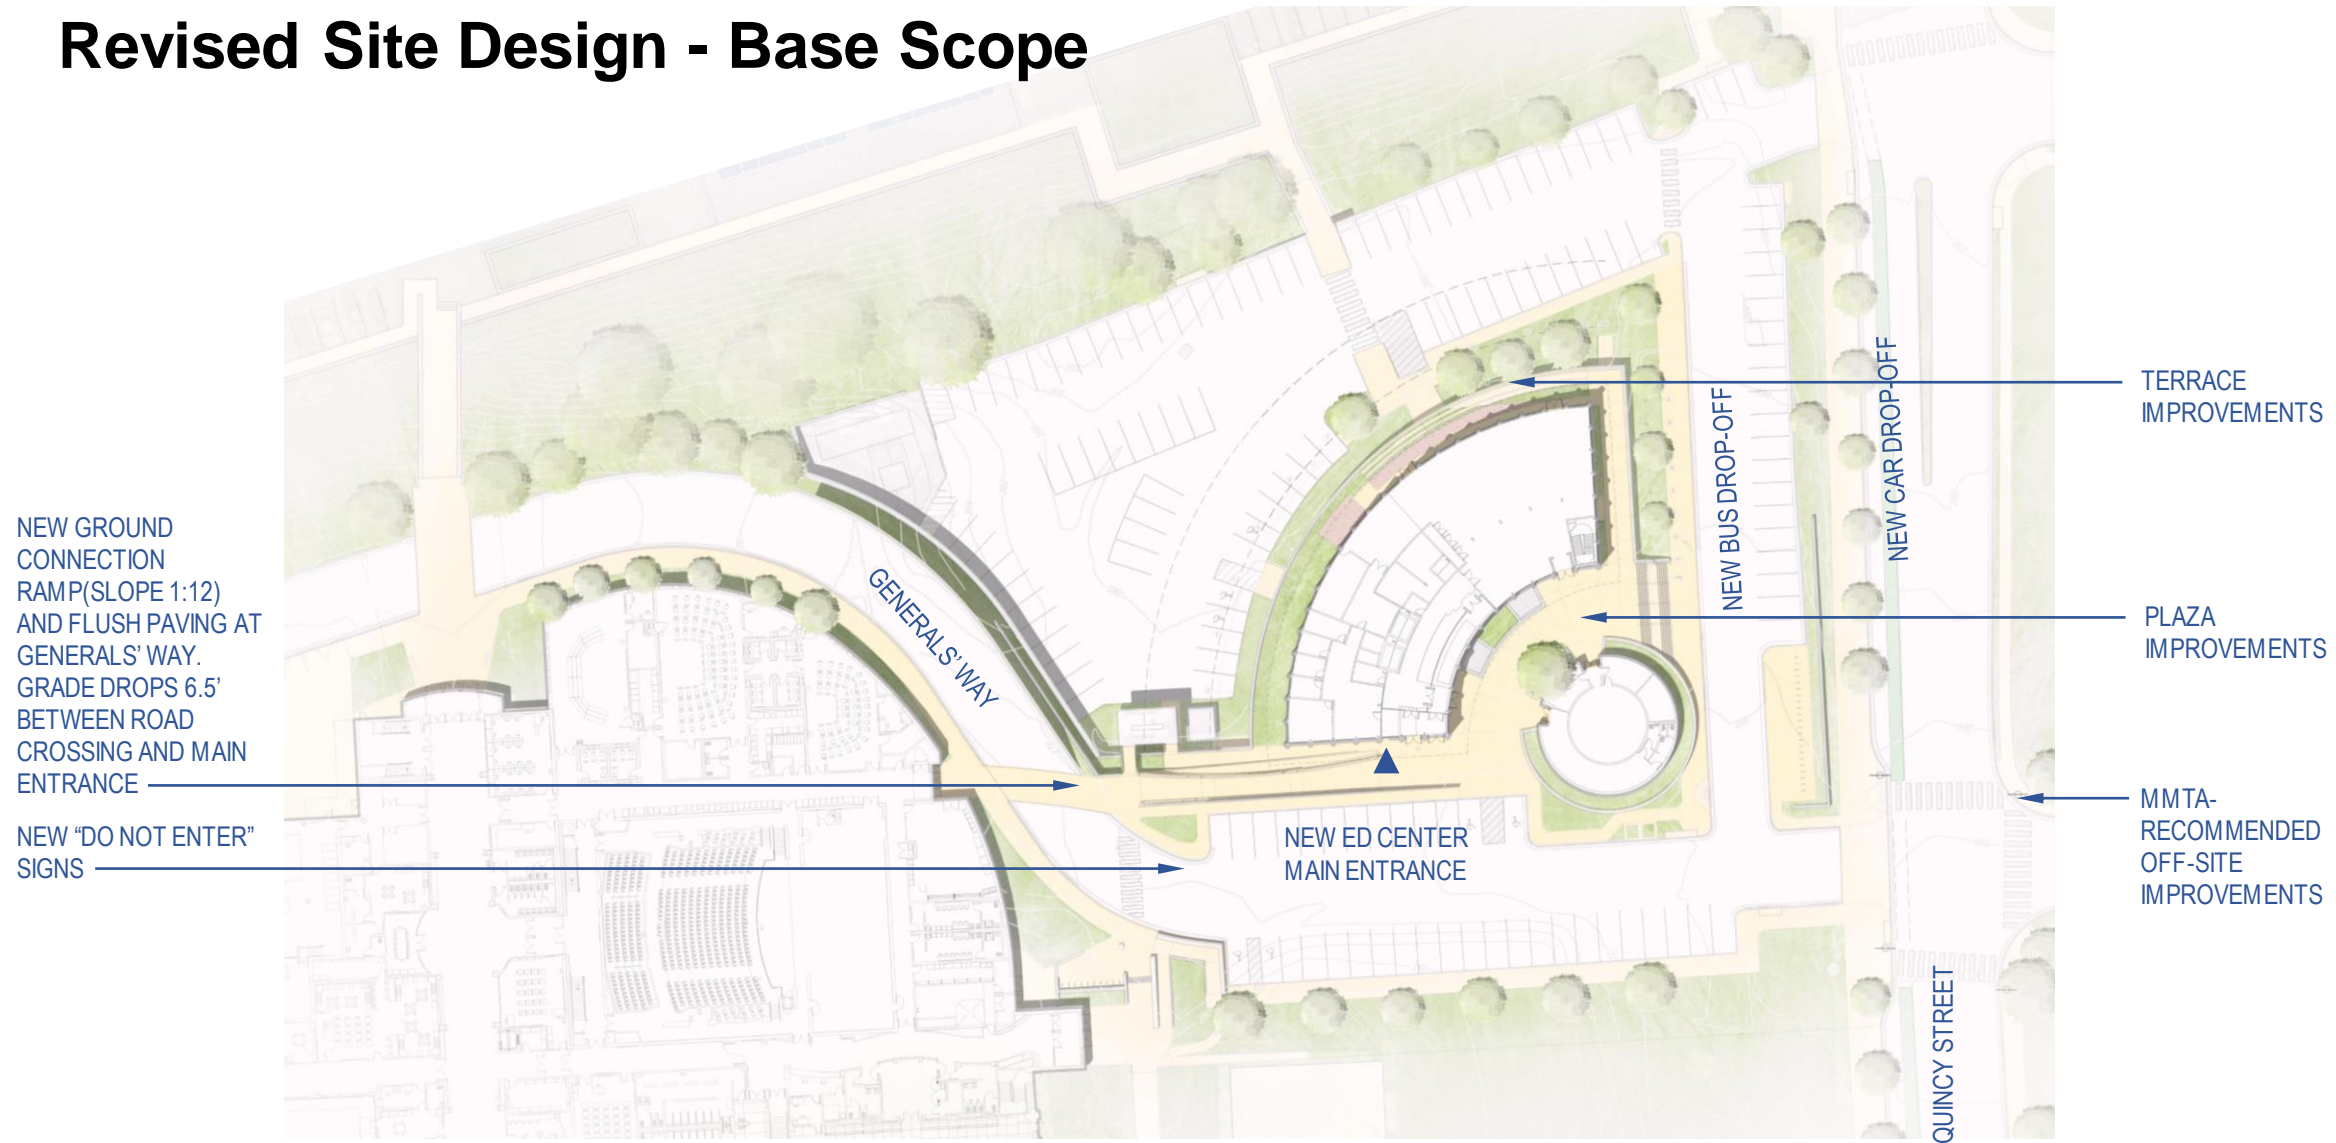 Revised Site Design - Base Scope
NEW GROUND
CONNECTION
RAMP(SLOPE 1:12)
AND FLUSH PAVING AT
GENERALS' WAY.
GRADE DROPS 6.5'
BETWEEN ROAD
CROSSING AND MAIN
ENTRANCE
NEW “DO NOT ENTER”
SIGNS
GENERALS' WAY
NEW ED CENTER
MAIN ENTRANCE
NEW BUS DROP-OFF
NEW CAR DROP-OFF
QUINCY STREET
TERRACE
IMPROVEMENTS
PLAZA
IMPROVEMENTS
MMTA-
RECOMMENDED
OFF-SITE
IMPROVEMENTS